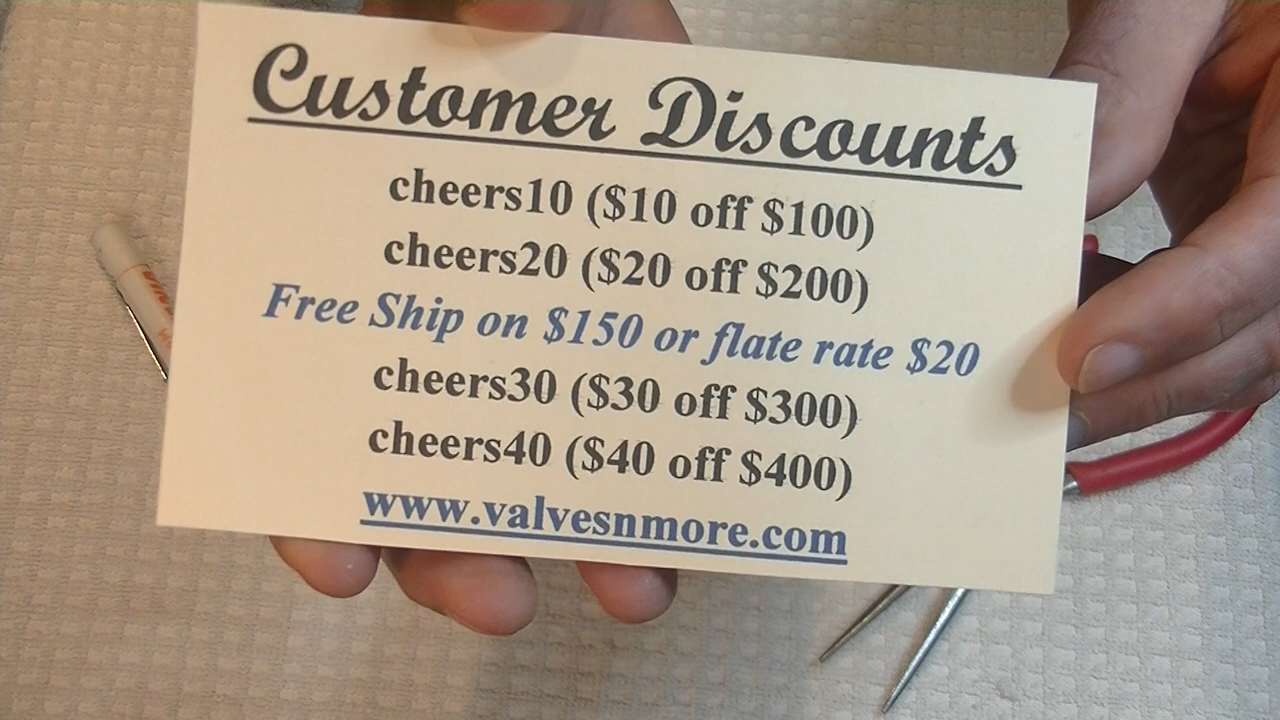 Customer Discounts
cheers10 ($10 off $100)
cheers20 ($20 off $200)
Free Ship on $150 or flate rate $20
cheers30 ($30 off $300)
cheers40 ($40 off $400)
www.valvesnmore.com